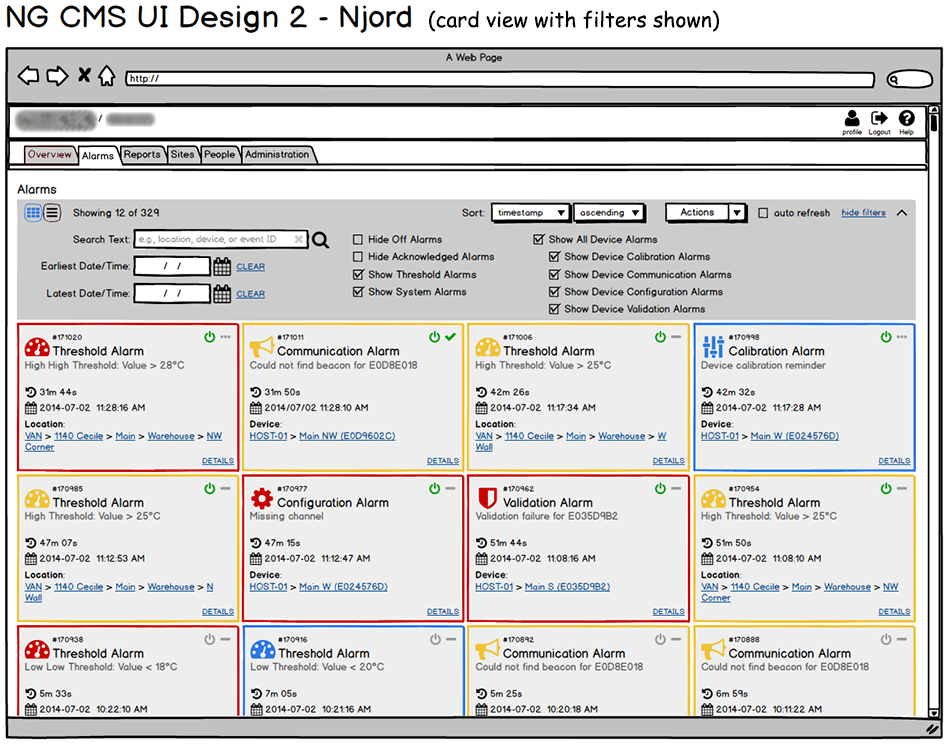 NG CMS UI Design 2 - Njord (card view with filters shown)
A Web Page
http://
/
profile Logout Help
Overview Alarms Reports Sites People Administration
Alarms
Showing 12 of 329 Sort: timestamp ascending Actions auto refresh hide filters
Search Text: e.g., location, device, or event ID Hide Off Alarms Show All Device Alarms
Hide Acknowledged Alarms Show Device Calibration Alarms
Earliest Date/Time: / / CLEAR Show Threshold Alarms Show Device Communication Alarms
Latest Date/Time: / / CLEAR Show System Alarms Show Device Configuration Alarms
Show Device Validation Alarms
#171020
Threshold Alarm
High High Threshold: Value > 28°C
31m 44s
2014-07-02 11:28:16 AM
Location:
VAN > 1140 Cecile > Main > Warehouse > NW
Corner
DETAILS
#171011
Communication Alarm
Could not find beacon for E0D8E018
31m 50s
2014/07/02 11:28:10 AM
Device:
HOST-01 > Main NW (E0D9602C)
DETAILS
#171006
Threshold Alarm
High Threshold: Value > 25°C
42m 26s
2014-07-02 11:17:34 AM
Location:
VAN > 1140 Cecile > Main > Warehouse > W
Wall
DETAILS
#170998
Calibration Alarm
Device calibration reminder
42m 32s
2014-07-02 11:17:28 AM
Device:
HOST-01 > Main W (E024576D)
DETAILS
#170985
Threshold Alarm
High Threshold: Value > 25°C
47m 07s
2014-07-02 11:12:53 AM
Location:
VAN > 1140 Cecile > Main > Warehouse > N
Wall
DETAILS
#170977
Configuration Alarm
Missing channel
47m 15s
2014-07-02 11:12:47 AM
Device:
HOST-01 > Main W (E024576D)
DETAILS
#170962
Validation Alarm
Validation failure for E035D9B2
51m 44s
2014-07-02 11:08:16 AM
Device:
HOST-01 > Main S (E035D9B2)
DETAILS
#170954
Threshold Alarm
High Threshold: Value > 25°C
51m 50s
2014-07-02 11:08:10 AM
Location:
VAN > 1140 Cecile > Main > Warehouse > NW
Corner
DETAILS
#170938
Threshold Alarm
Low Low Threshold: Value < 18°C
5m 33s
2014-07-02 10:22:10 AM
#170916
Threshold Alarm
Low Threshold: Value < 20°C
7m 05s
2014-07-02 10:21:16 AM
#170892
Communication Alarm
Could not find beacon for E0D8E018
5m 25s
2014-07-02 10:20:18 AM
#170888
Communication Alarm
Could not find beacon for E0D8E018
6m 59s
2014-07-02 10:11:22 AM